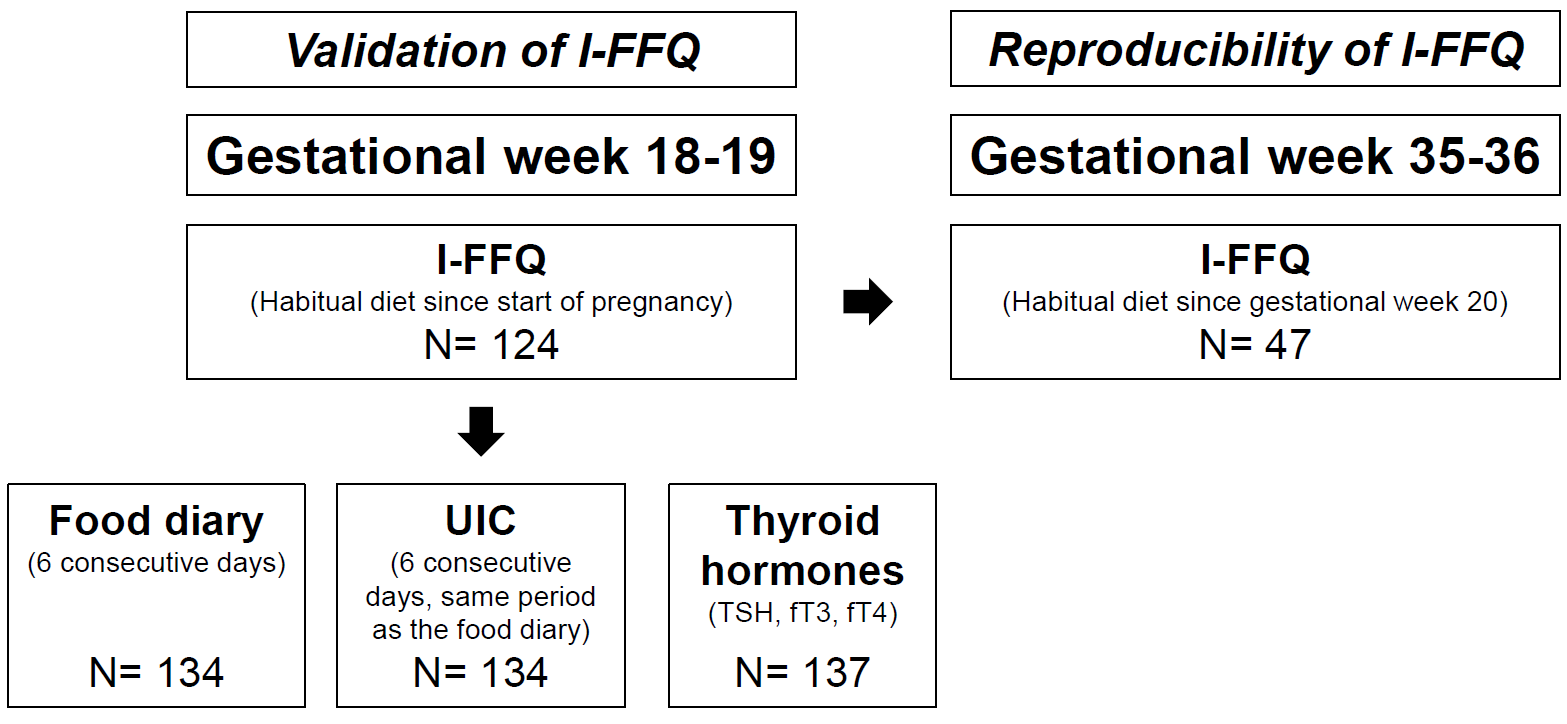 Validation of I-FFQ
Reproducibility of I-FFQ
Gestational week 18-19
Gestational week 35-36
I-FFQ
(Habitual diet since start of pregnancy)
N= 124
I-FFQ
(Habitual diet since gestational week 20)
N= 47
Food diary
(6 consecutive days)
N= 134
UIC
(6 consecutive
days, same period
as the food diary)
N= 134
Thyroid
hormones
(TSH, fT3, fT4)
N= 137